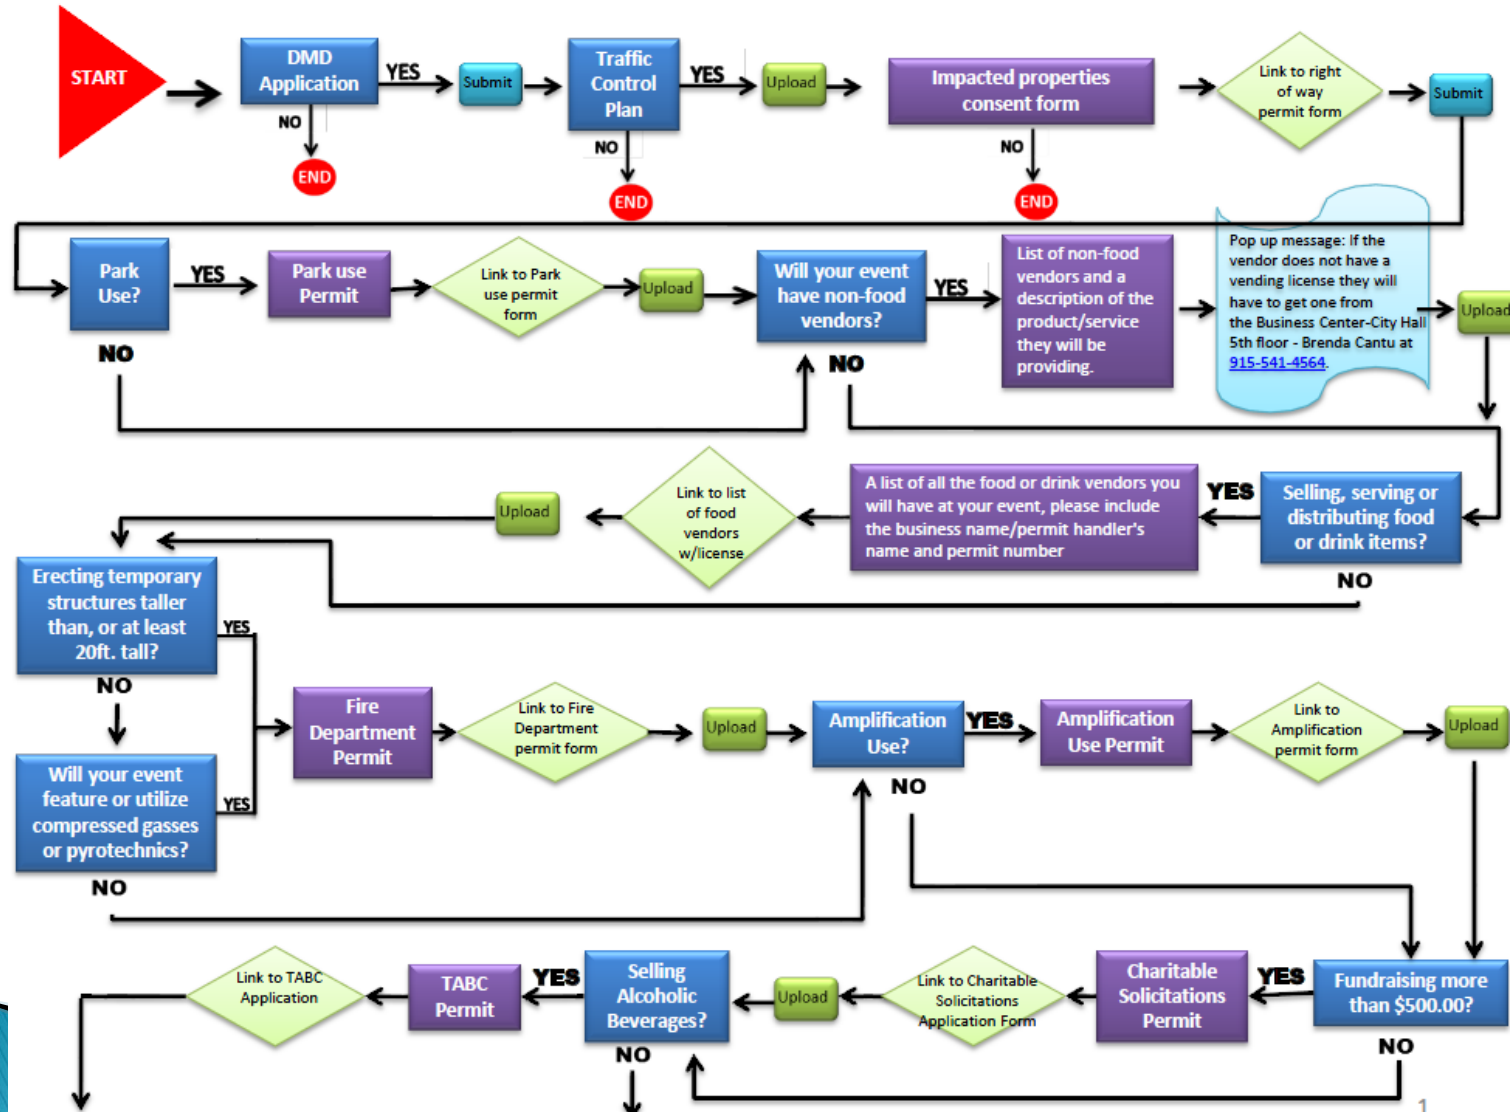 START
DMD
Application
YES
Submit
Traffic
Control
Plan
YES
Upload
Impacted properties
consent form
Link to right
of way
permit form
Submit
NO
END
NO
END
NO
END
Park
Use?
YES
Park use
Permit
Link to Park
use permit
form
Upload
Will your event
have non-food
vendors?
YES
List of non-food
vendors and a
description of the
product/service
they will be
providing.
Pop up message: If the
vendor does not have a
vending license they will
have to get one from
the Business Center-City Hall
5th floor - Brenda Cantu at
915-541-4564.
Upload
NO
NO
Selling, serving or
distributing food
or drink items?
YES
A list of all the food or drink vendors you
will have at your event, please include
the business name/permit handler's
name and permit number
Link to list
of food
vendors
w/license
Upload
NO
Erecting temporary
structures taller
than, or at least
20ft. tall?
YES
NO
Will your event
feature or utilize
compressed gasses
or pyrotechnics?
YES
NO
Fire
Department
Permit
Link to Fire
Department
permit form
Upload
Amplification
Use?
YES
Amplification
Use Permit
Link to
Amplification
permit form
Upload
NO
Fundraising more
than $500.00?
YES
Charitable
Solicitations
Permit
Link to Charitable
Solicitations
Application Form
Upload
NO
Selling
Alcoholic
Beverages?
YES
TABC
Permit
Link to TABC
Application
NO
1